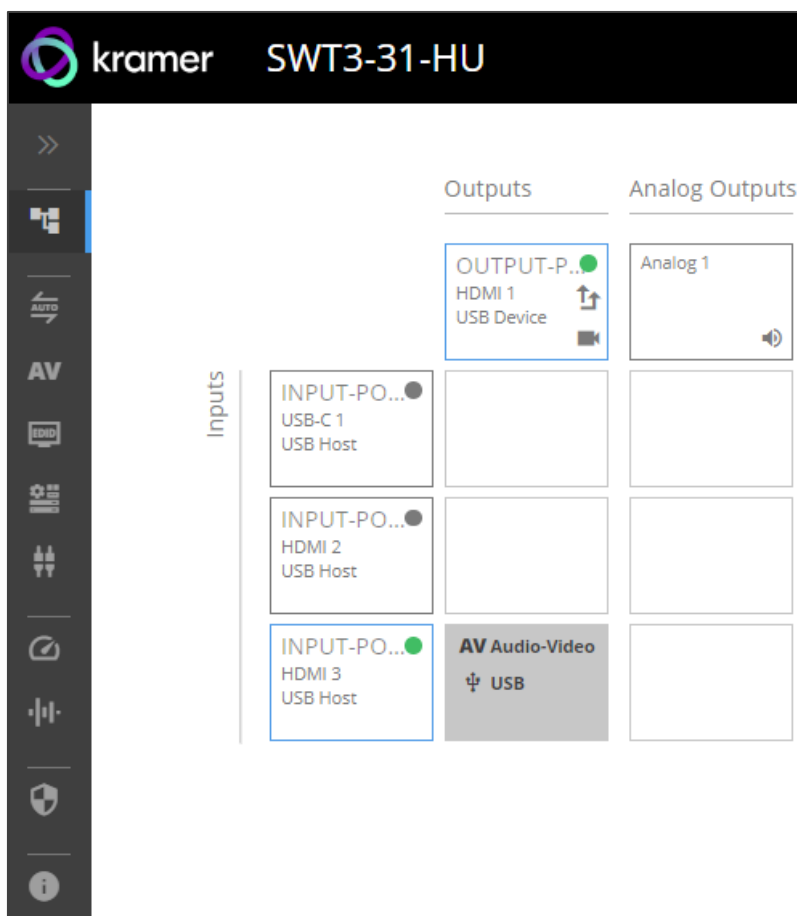 kramer SWT3-31-HU
Outputs
Analog Outputs
OUTPUT-P...
HDMI 1
USB Device
Analog 1
Inputs
INPUT-PO...
USB-C 1
USB Host
INPUT-PO...
HDMI 2
USB Host
INPUT-PO...
HDMI 3
USB Host
AV Audio-Video
USB
AUTO
AV
EDID